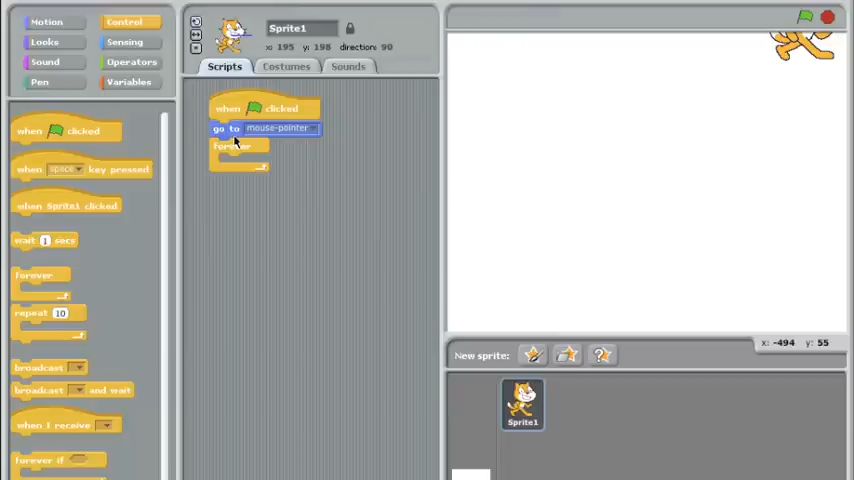 Motion
Control
Looks
Sensing
Sound
Operators
Pen
Variables
when clicked
when space key pressed
when Sprite1 clicked
wait 1 secs
forever
repeat 10
broadcast
broadcast and wait
when I receive
forever if
Sprite1
x: 195 y: 198 direction: 90
Scripts
Costumes
Sounds
when clicked
go to mouse-pointer
forever
x: -494 y: 55
New sprite:
Sprite1